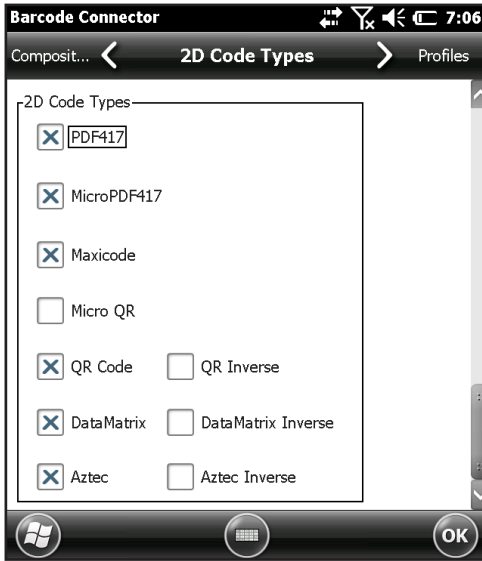 Barcode Connector 7:06
Composit... 2D Code Types Profiles
2D Code Types
PDF417
MicroPDF417
Maxicode
Micro QR
QR Code QR Inverse
DataMatrix DataMatrix Inverse
Aztec Aztec Inverse
OK